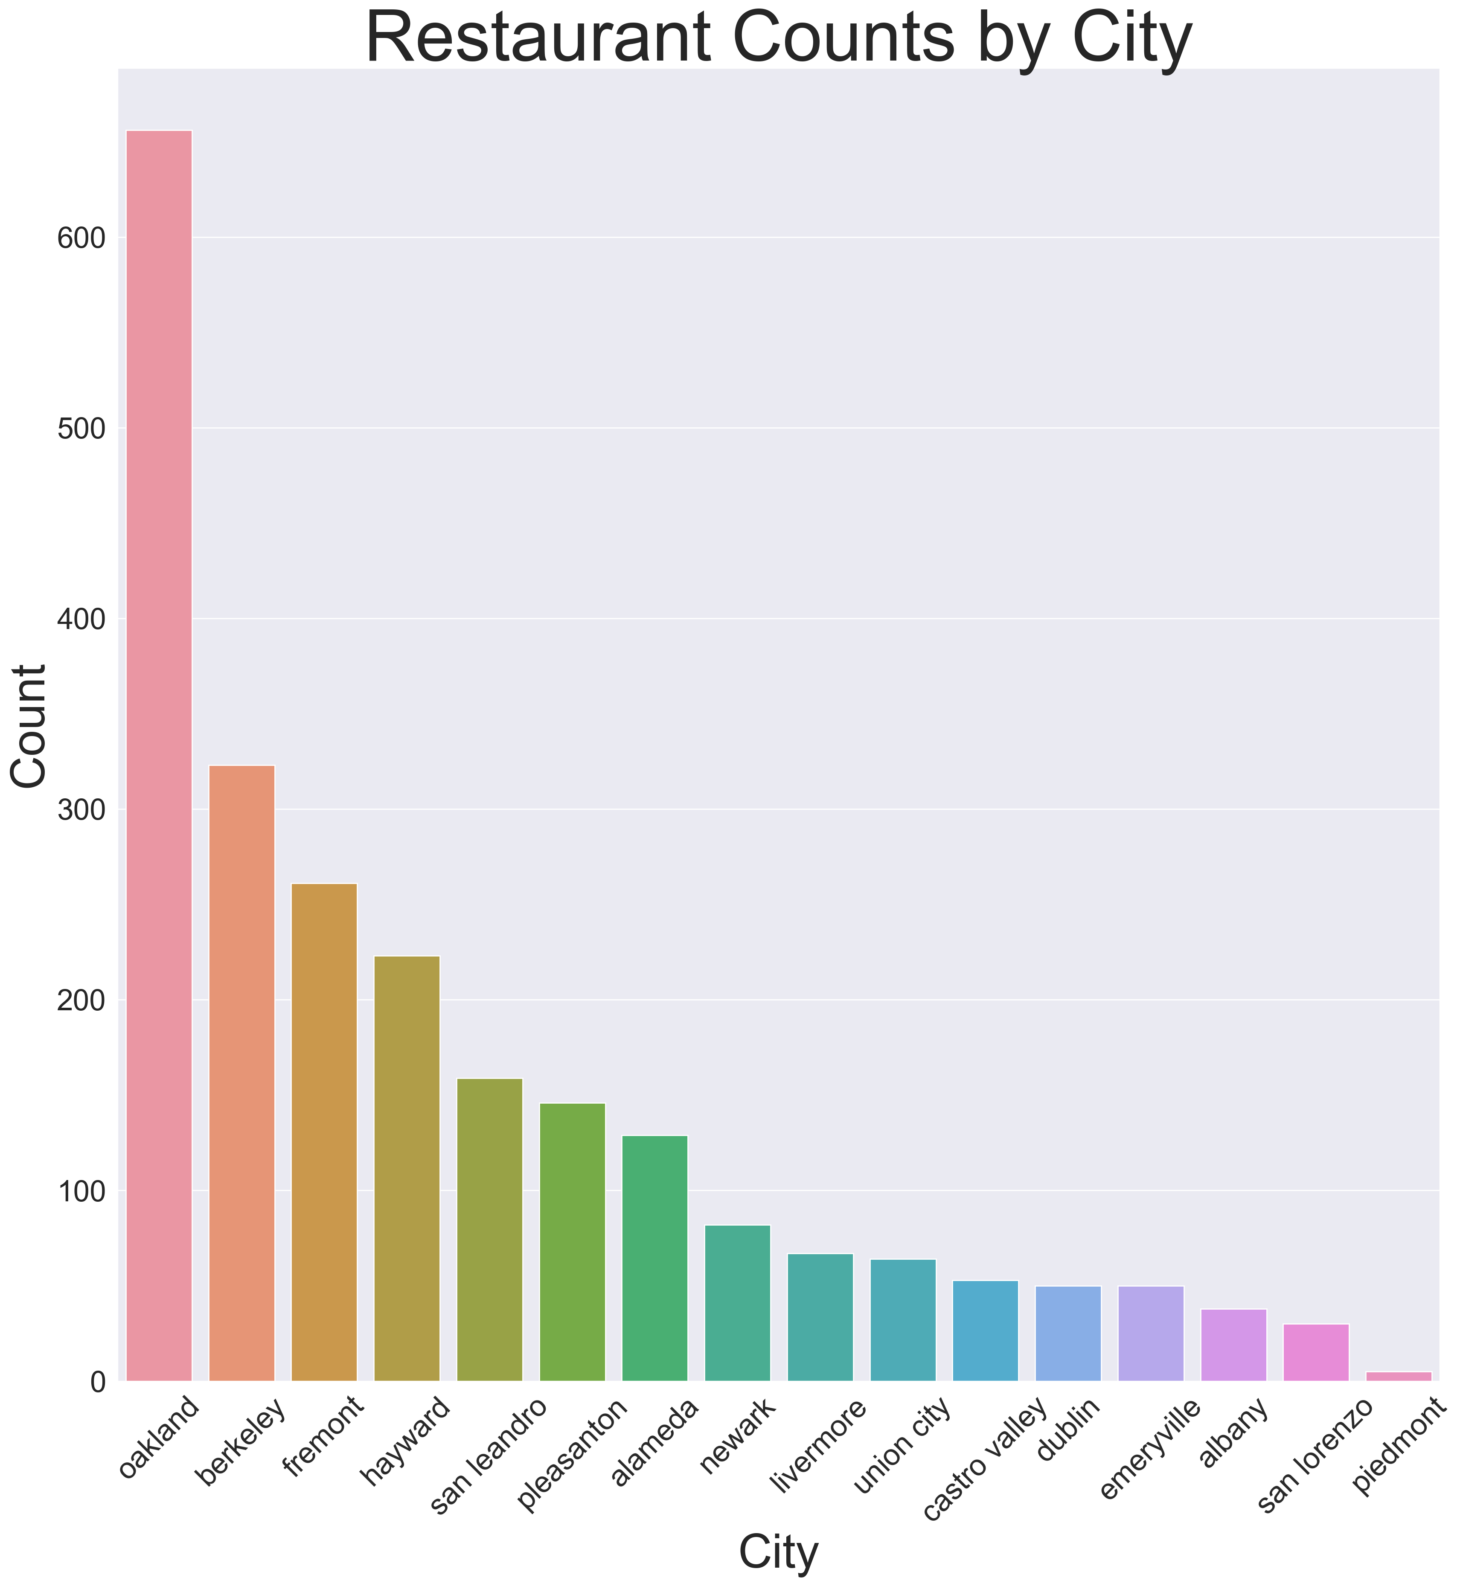 Restaurant Counts by City
600
500
400
300
200
100
0
Count
oakland
berkeley
fremont
hayward
san leandro
pleasanton
alameda
newark
livermore
union city
castro valley
dublin
emeryville
albany
san lorenzo
piedmont
City